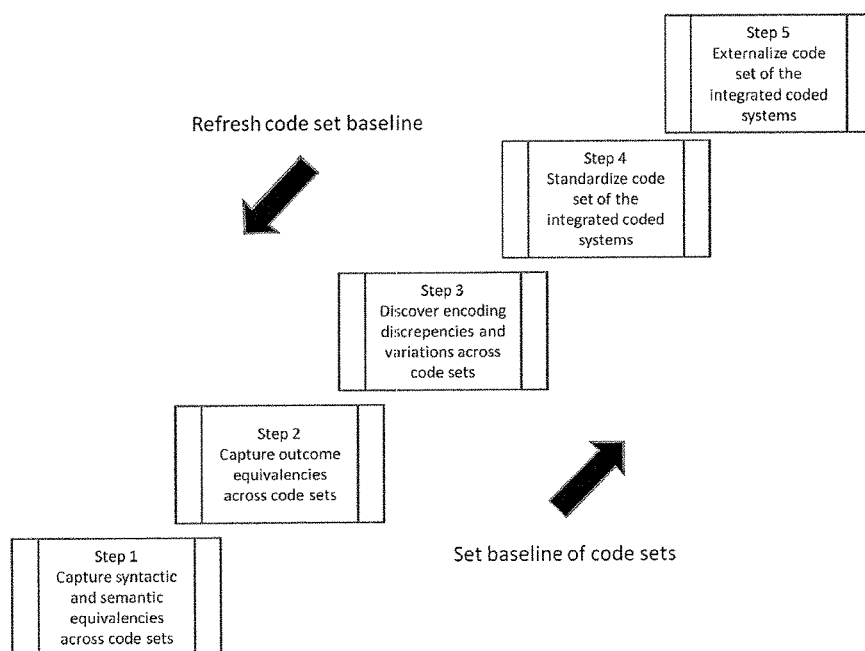 Step 5
Externalize code
set of the
integrated coded
systems
Refresh code set baseline
Step 4
Standardize code
set of the
integrated coded
systems
Step 3
Discover encoding
discrepencies and
variations across
code sets
Step 2
Capture outcome
equivalencies
across code sets
Set baseline of code sets
Step 1
Capture syntactic
and semantic
equivalencies
across code sets